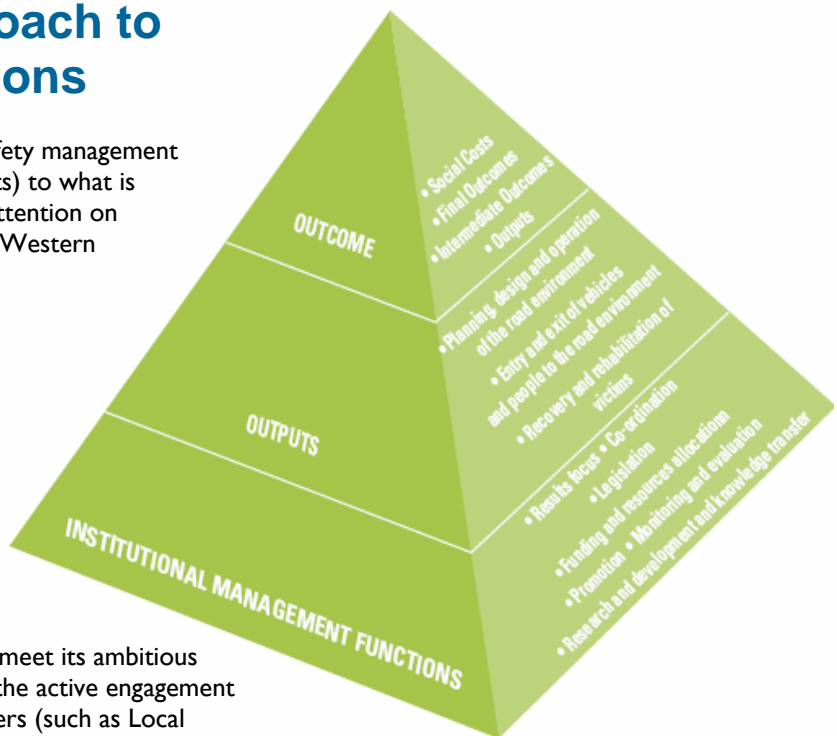 oach to
ions
fety management
ts) to what is
ttention on
Western
OUTCOME
• Social Costs
• Final Outcomes
• Intermediate Outcomes
• Outputs
OUTPUTS
• Planning, design and operation
of the road environment
• Entry and exit of vehicles
and people to the road environment
• Recovery and rehabilitation of
victims
INSTITUTIONAL MANAGEMENT FUNCTIONS
• Results focus • Co-ordination
• Legislation
• Funding and resources allocationn
• Promotion • Monitoring and evaluation
• Research and development and knowledge transfer
meet its ambitious
the active engagement
ers (such as Local